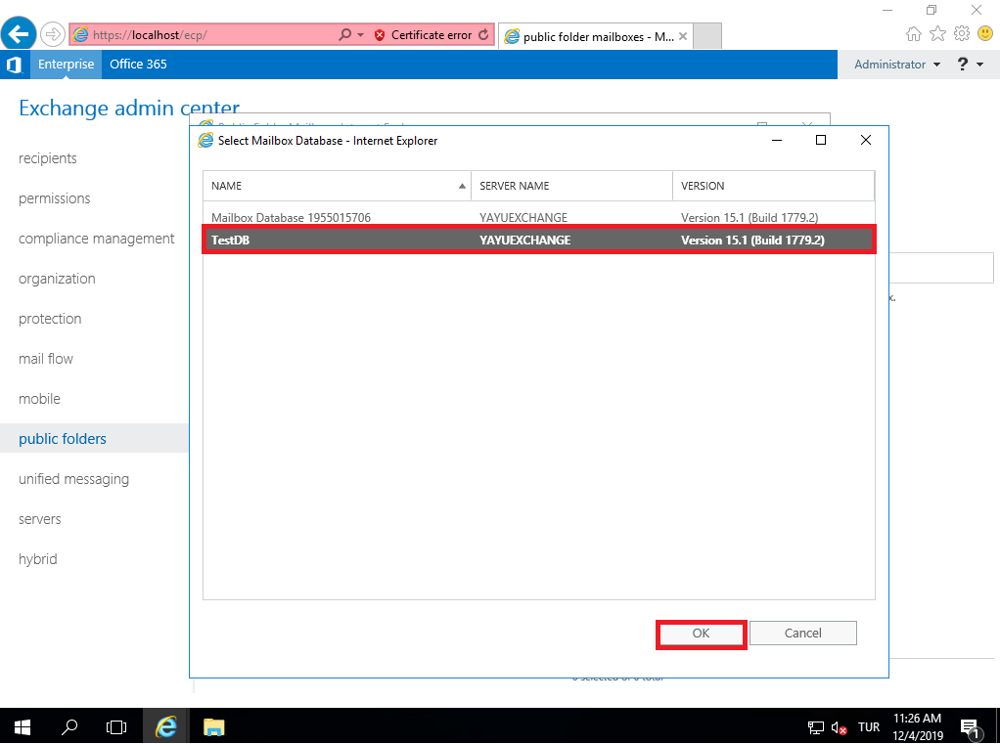 https://localhost/ecp/
Certificate error
public folder mailboxes - M...
Enterprise
Office 365
Administrator
?
Exchange admin center
recipients
permissions
compliance management
organization
protection
mail flow
mobile
public folders
unified messaging
servers
hybrid
Select Mailbox Database - Internet Explorer
NAME
SERVER NAME
VERSION
Mailbox Database 1955015706
YAYUEXCHANGE
Version 15.1 (Build 1779.2)
TestDB
YAYUEXCHANGE
Version 15.1 (Build 1779.2)
x.
OK
Cancel
TUR
11:26 AM
12/4/2019
1